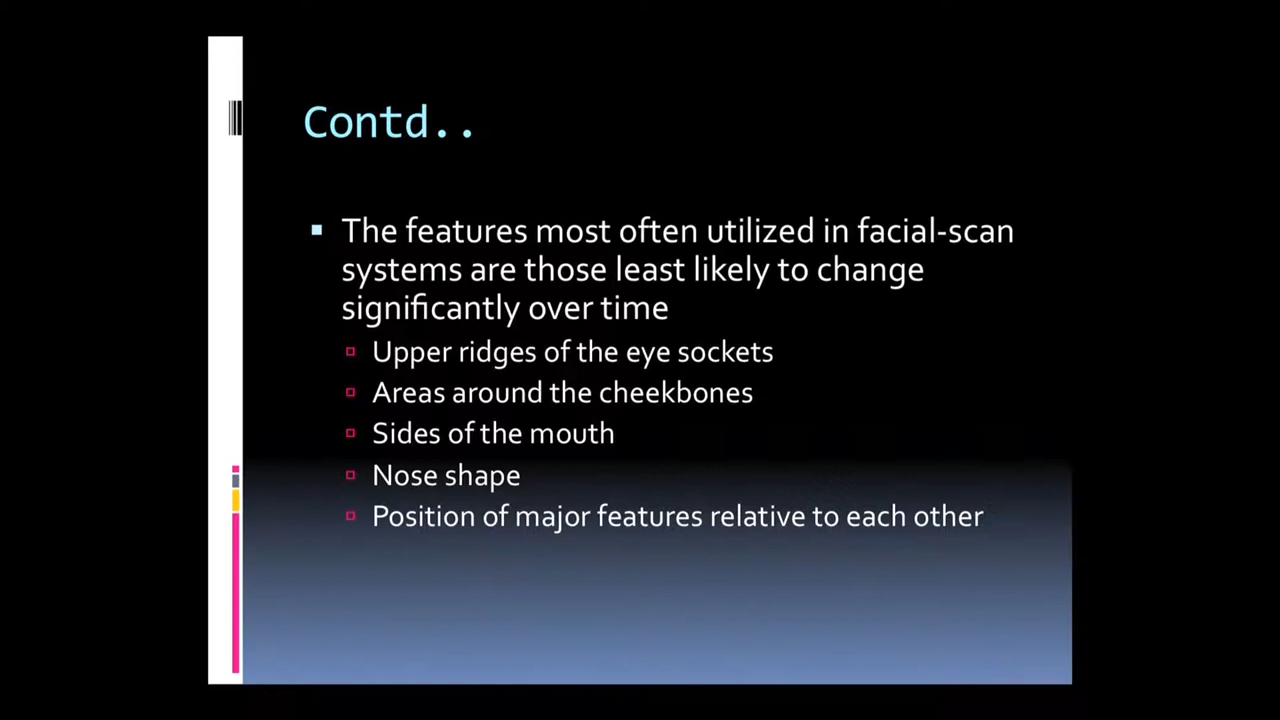 Contd..
The features most often utilized in facial-scan
systems are those least likely to change
significantly over time
Upper ridges of the eye sockets
Areas around the cheekbones
Sides of the mouth
Nose shape
Position of major features relative to each other